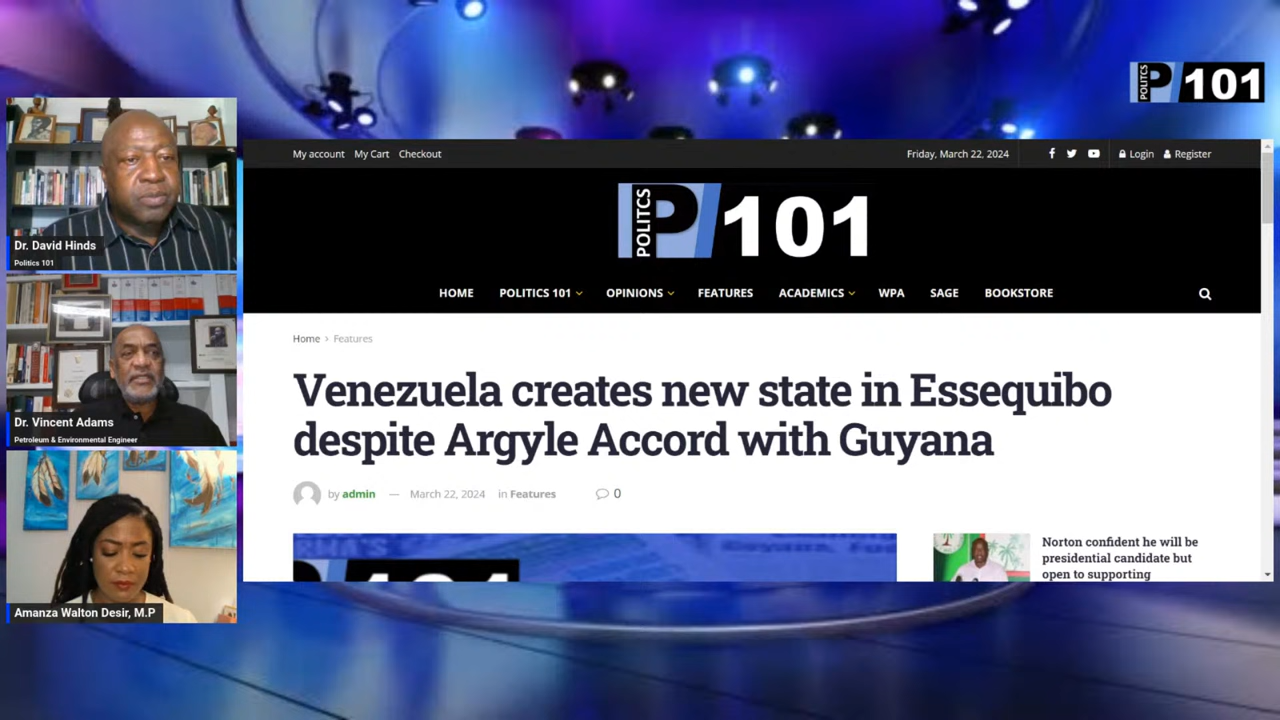 POLITCS P 101
Dr. David Hinds
Politics 101
Dr. Vincent Adams
Petroleum & Environmental Engineer
Amanza Walton Desir, M.P
My account My Cart Checkout
Friday, March 22, 2024
Login Register
POLITCS P 101
HOME POLITICS 101 OPINIONS FEATURES ACADEMICS WPA SAGE BOOKSTORE
Home > Features
Venezuela creates new state in Essequibo
despite Argyle Accord with Guyana
by admin — March 22, 2024 in Features 0
Norton confident he will be
presidential candidate but
open to supporting